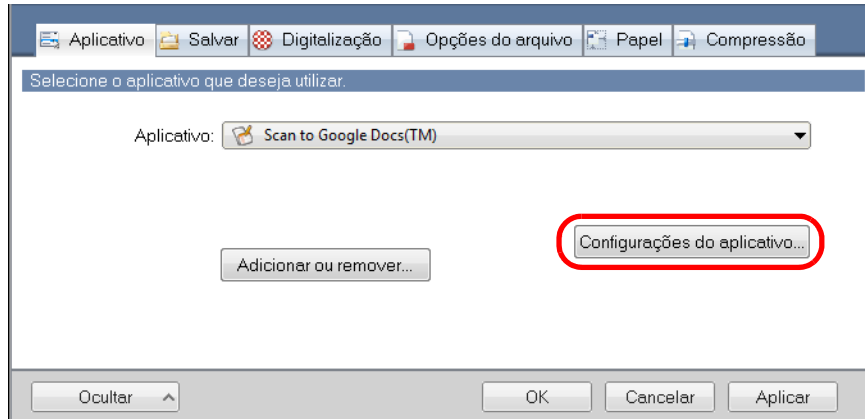 Aplicativo Salvar Digitalização Opções do arquivo Papel Compressão
Selecione o aplicativo que deseja utilizar.
Aplicativo: Scan to Google Docs(TM)
Configurações do aplicativo...
Adicionar ou remover...
Ocultar OK Cancelar Aplicar